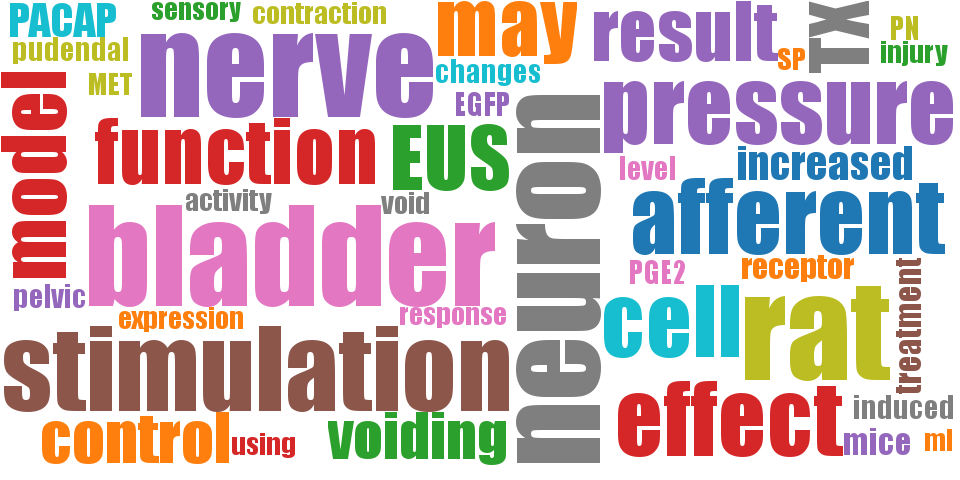 PACAP
sensory
contraction
may
result
SP
TX
PN
injury
pudendal
MET
nerve
changes
EGFP
pressure
model
function
EUS
neuron
level
increased
activity
void
afferent
bladder
PGE2
receptor
pelvic
expression
response
cell
rat
treatment
stimulation
effect
induced
control
using
voiding
mice
ml